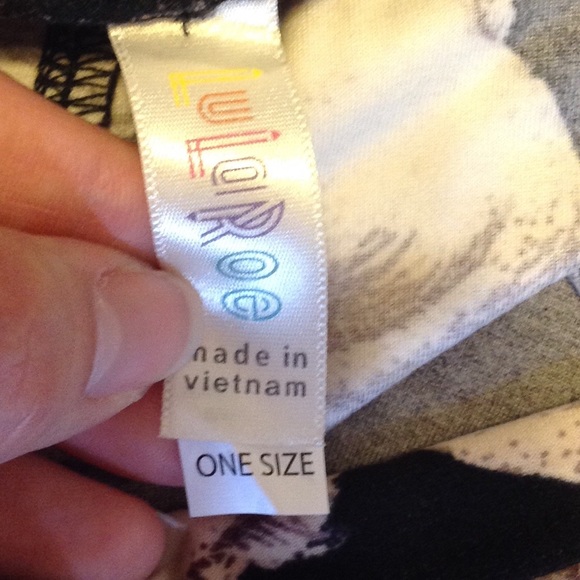 LuLaRoe
made in
vietnam
ONE SIZE